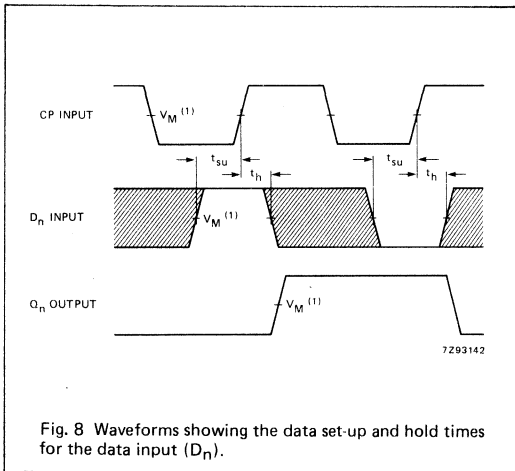 CP INPUT
V_M (1)
t_su
t_h
t_su
t_h
D_n INPUT
V_M (1)
Q_n OUTPUT
V_M (1)
7Z93142
Fig. 8 Waveforms showing the data set-up and hold times
for the data input (D_n).